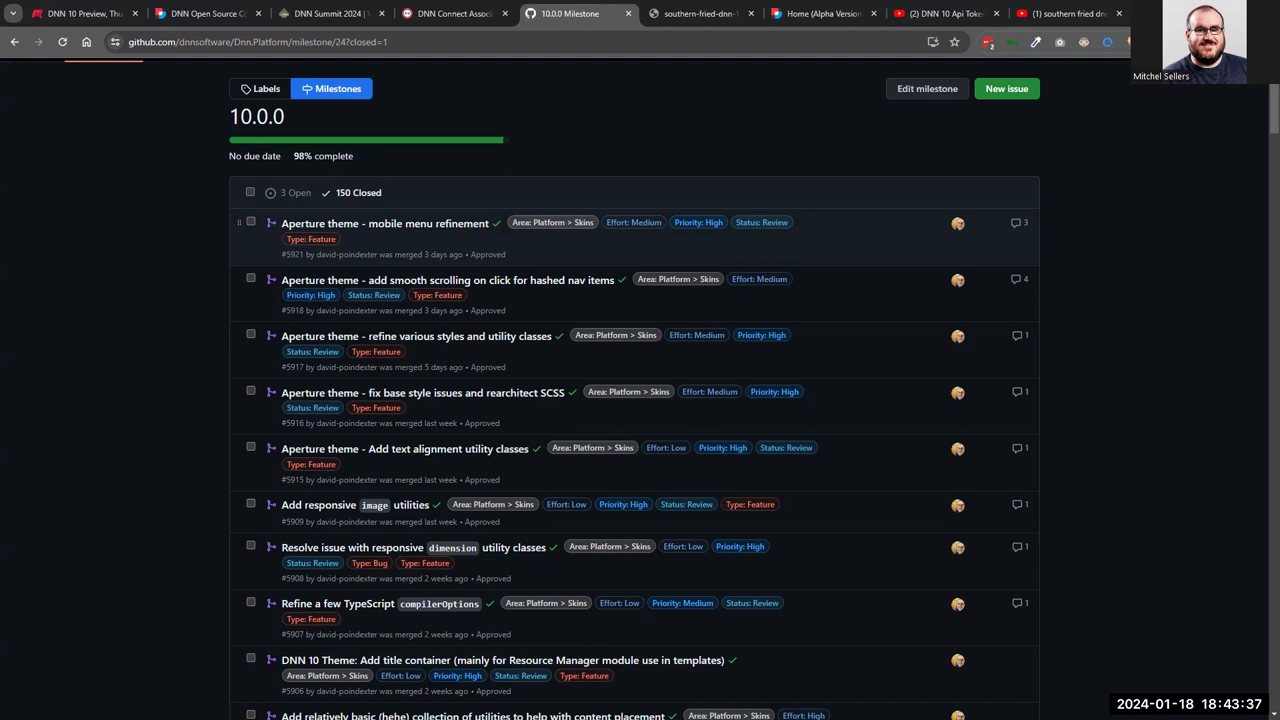 DNN 10 Preview, Thu
DNN Open Source C
DNN Summit 2024 | V
DNN Connect Assoc
10.0.0 Milestone
southern-fried-dnn
Home (Alpha Version
(2) DNN 10 Api Token
(1) southern fried dn
github.com/dnnsoftware/Dnn.Platform/milestone/24?closed=1
2
Mitchel Sellers
Labels
Milestones
Edit milestone
New issue
10.0.0
No due date 98% complete
3 Open 150 Closed
Aperture theme - mobile menu refinement Area: Platform > Skins Effort: Medium Priority: High Status: Review 3
Type: Feature
#5921 by david-poindexter was merged 3 days ago • Approved
Aperture theme - add smooth scrolling on click for hashed nav items Area: Platform > Skins Effort: Medium 4
Priority: High Status: Review Type: Feature
#5918 by david-poindexter was merged 3 days ago • Approved
Aperture theme - refine various styles and utility classes Area: Platform > Skins Effort: Medium Priority: High 1
Status: Review Type: Feature
#5917 by david-poindexter was merged 5 days ago • Approved
Aperture theme - fix base style issues and rearchitect SCSS Area: Platform > Skins Effort: Medium Priority: High 1
Status: Review Type: Feature
#5916 by david-poindexter was merged last week • Approved
Aperture theme - Add text alignment utility classes Area: Platform > Skins Effort: Low Priority: High Status: Review 1
Type: Feature
#5915 by david-poindexter was merged last week • Approved
Add responsive image utilities Area: Platform > Skins Effort: Low Priority: High Status: Review Type: Feature 1
#5909 by david-poindexter was merged last week • Approved
Resolve issue with responsive dimension utility classes Area: Platform > Skins Effort: Low Priority: High 1
Status: Review Type: Bug Type: Feature
#5908 by david-poindexter was merged 2 weeks ago • Approved
Refine a few TypeScript compilerOptions Area: Platform > Skins Effort: Low Priority: Medium Status: Review 1
Type: Feature
#5907 by david-poindexter was merged 2 weeks ago • Approved
DNN 10 Theme: Add title container (mainly for Resource Manager module use in templates)
Area: Platform > Skins Effort: Low Priority: High Status: Review Type: Feature
#5906 by david-poindexter was merged 2 weeks ago • Approved
Add relatively basic (hehe) collection of utilities to help with content placement Area: Platform > Skins Effort: High
2024-01-18 18:43:37